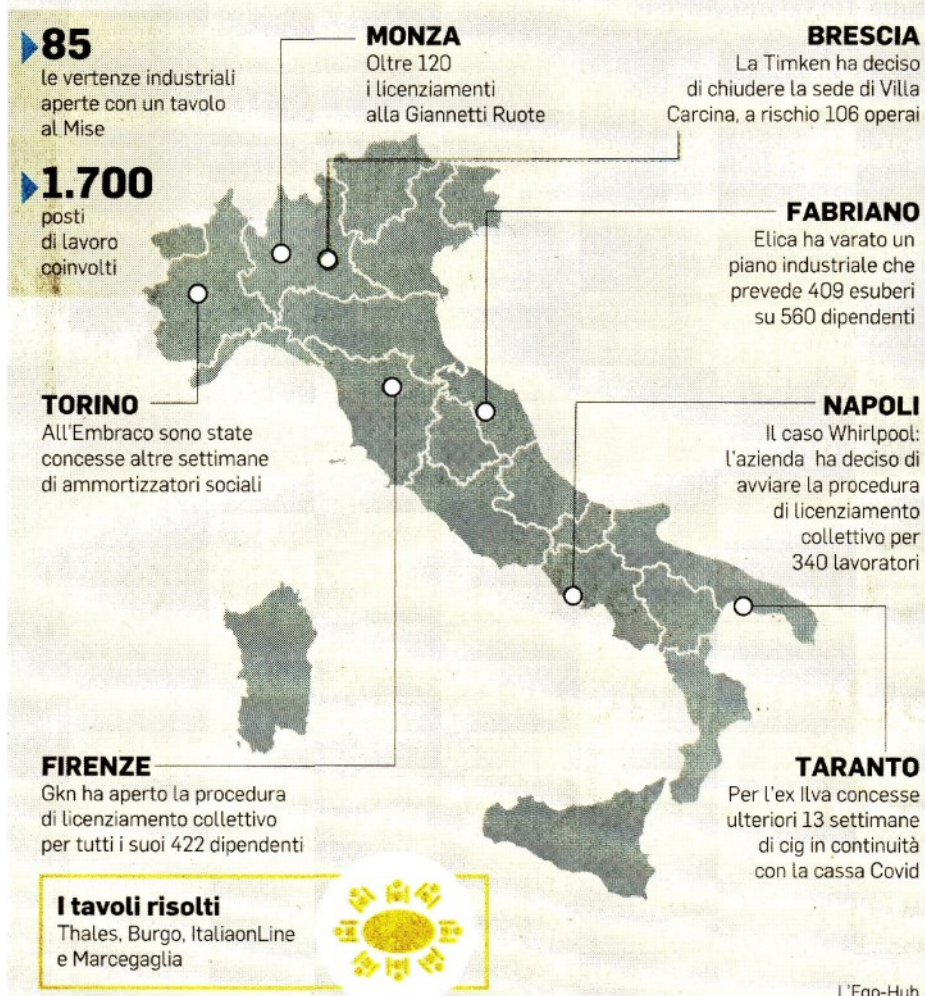 85
le vertenze industriali
aperte con un tavolo
al Mise
1.700
posti
di lavoro
coinvolti
MONZA
Oltre 120
i licenziamenti
alla Giannetti Ruote
BRESCIA
La Timken ha deciso
di chiudere la sede di Villa
Carcina, a rischio 106 operai
FABRIANO
Elica ha varato un
piano industriale che
prevede 409 esuberi
su 560 dipendenti
TORINO
All'Embraco sono state
concesse altre settimane
di ammortizzatori sociali
NAPOLI
Il caso Whirlpool:
l'azienda ha deciso di
avviare la procedura
di licenziamento
collettivo per
340 lavoratori
FIRENZE
Gkn ha aperto la procedura
di licenziamento collettivo
per tutti i suoi 422 dipendenti
TARANTO
Per l'ex Ilva concesse
ulteriori 13 settimane
di cig in continuità
con la cassa Covid
I tavoli risolti
Thales, Burgo, ItaliaonLine
e Marcegaglia
L'Ego-Hub